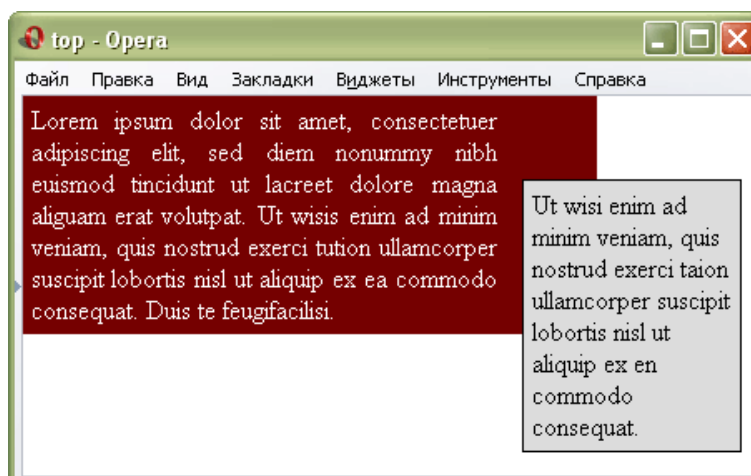 top - Opera
Файл Правка Вид Закладки Виджеты Инструменты Справка
Lorem ipsum dolor sit amet, consectetuer
adipiscing elit, sed diem nonummy nibh
euismod tincidunt ut lacreet dolore magna
aliguam erat volutpat. Ut wisis enim ad minim
veniam, quis nostrud exerci tution ullamcorper
suscipit lobortis nisl ut aliquip ex ea commodo
consequat. Duis te feugifacilisi.
Ut wisi enim ad
minim veniam, quis
nostrud exerci taion
ullamcorper suscipit
lobortis nisl ut
aliquip ex en
commodo
consequat.